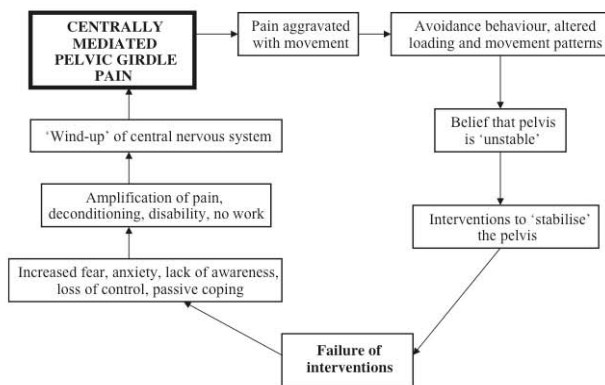 CENTRALLY
MEDIATED
PELVIC GIRDLE
PAIN
Pain aggravated
with movement
Avoidance behaviour, altered
loading and movement patterns
Belief that pelvis
is ‘unstable’
Interventions to ‘stabilise’
the pelvis
Failure of
interventions
Increased fear, anxiety, lack of awareness,
loss of control, passive coping
Amplification of pain,
deconditioning, disability, no work
‘Wind-up’ of central nervous system